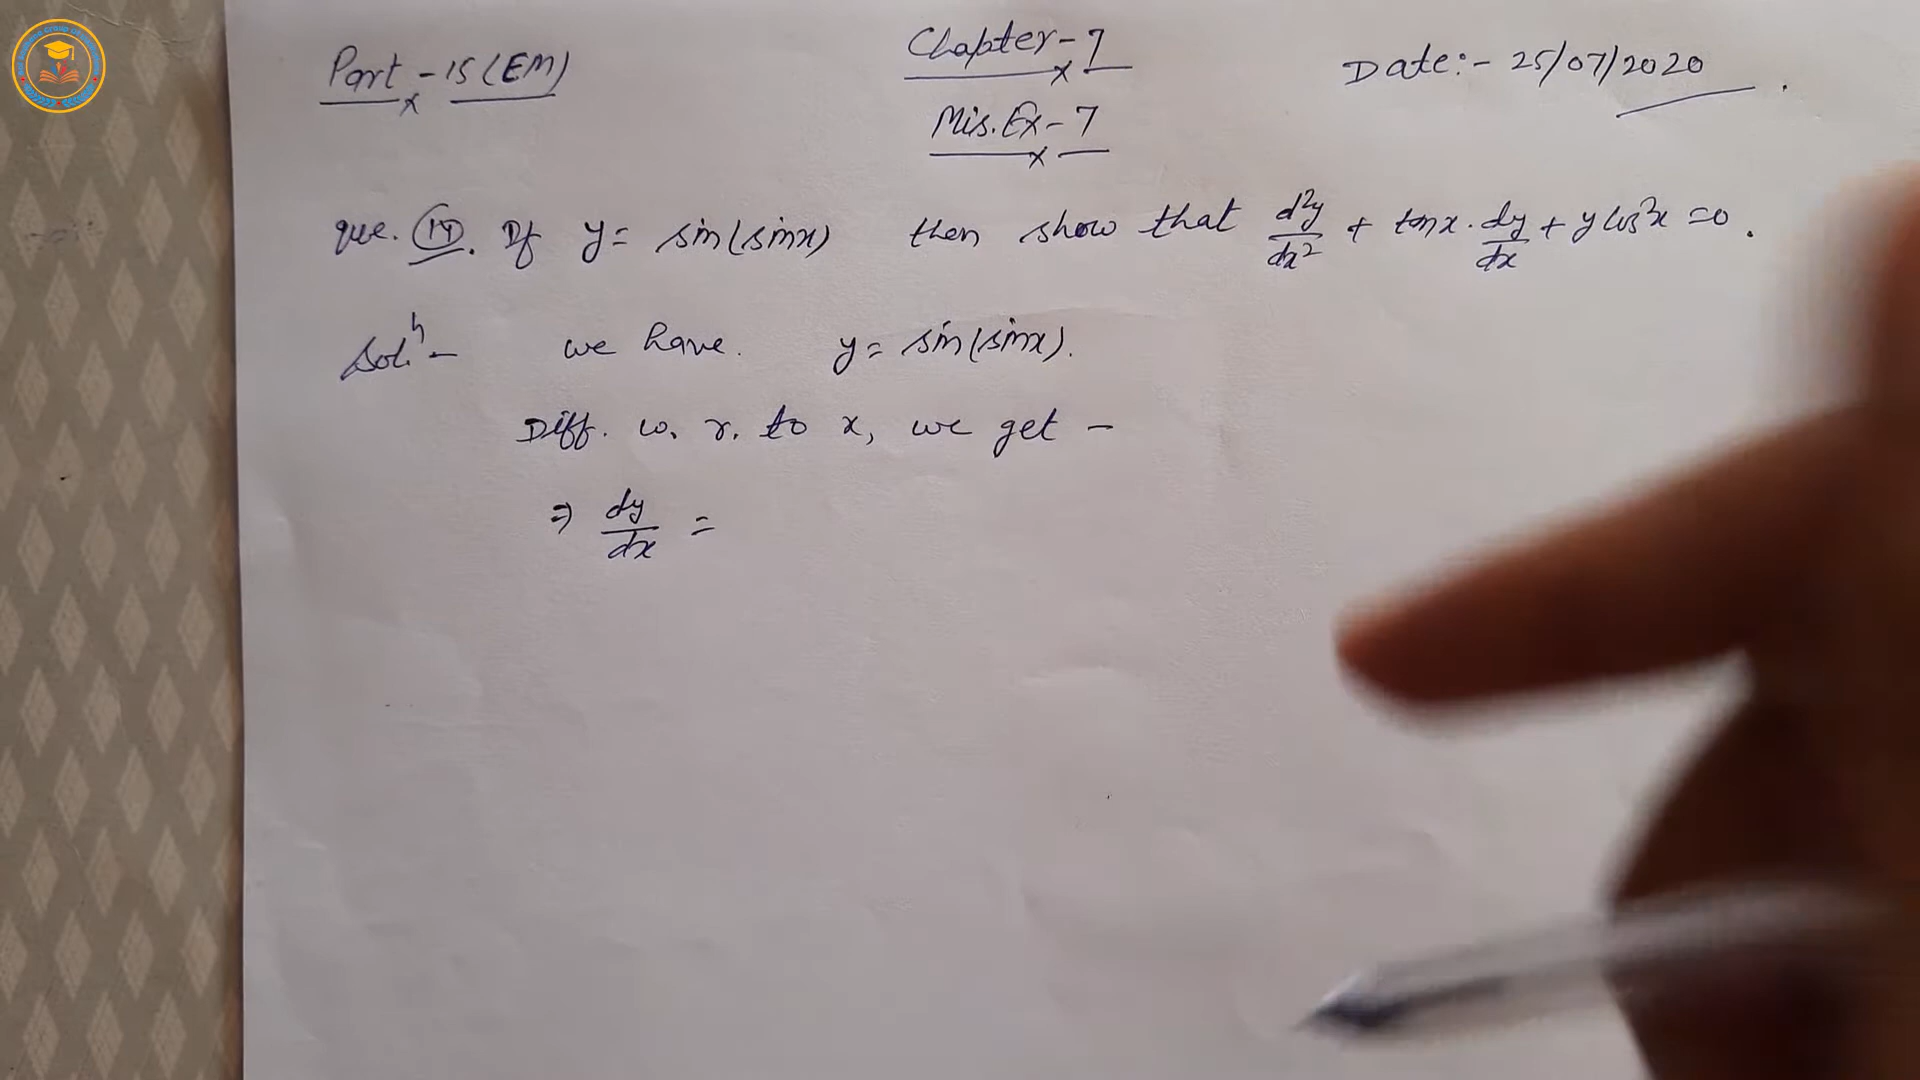 Part - 15 (EM)
Chapter - 7
Date:- 25/07/2020
Mis. Ex - 7
que. If y = sin(sinx) then show that d²y/dx² + tanx . dy/dx + y cos²x = 0 .
Solⁿ - we have. y = sin(sinx).
Diff. w. r. to x, we get -
⇒ dy/dx =